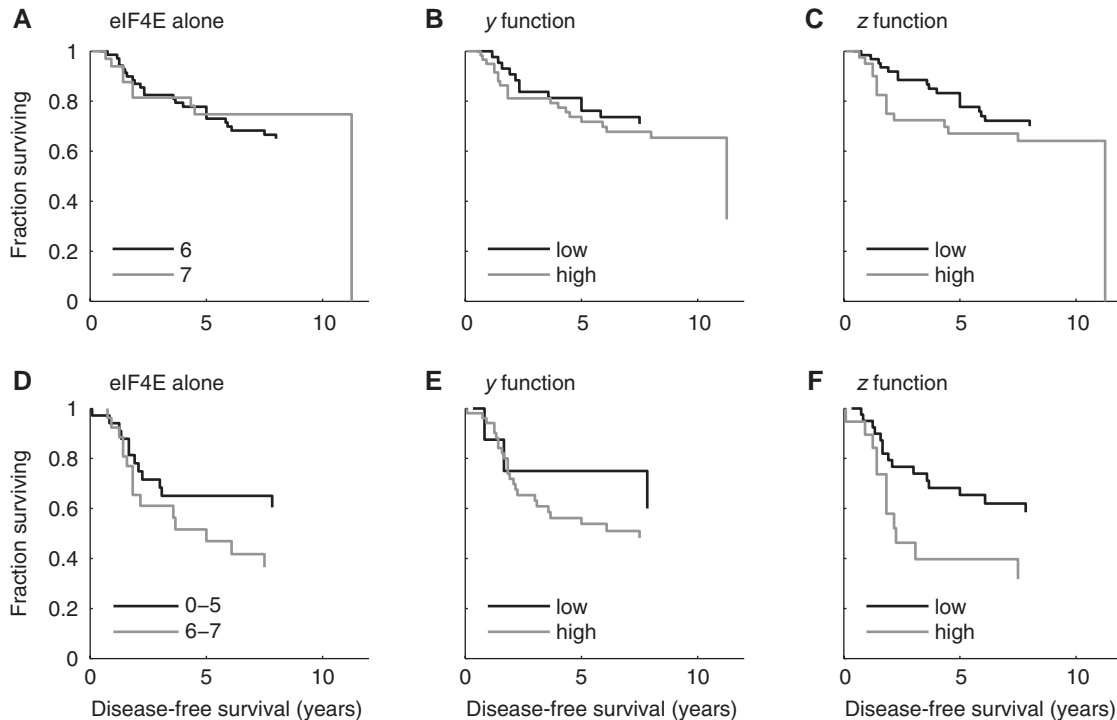 A eIF4E alone
B y function
C z function
Fraction surviving
1
0.8
0.6
0.4
0.2
0
6
7
low
high
low
high
0 5 10
0 5 10
0 5 10
D eIF4E alone
E y function
F z function
Fraction surviving
1
0.8
0.6
0.4
0.2
0
0–5
6–7
low
high
low
high
0 5 10
0 5 10
0 5 10
Disease-free survival (years)
Disease-free survival (years)
Disease-free survival (years)